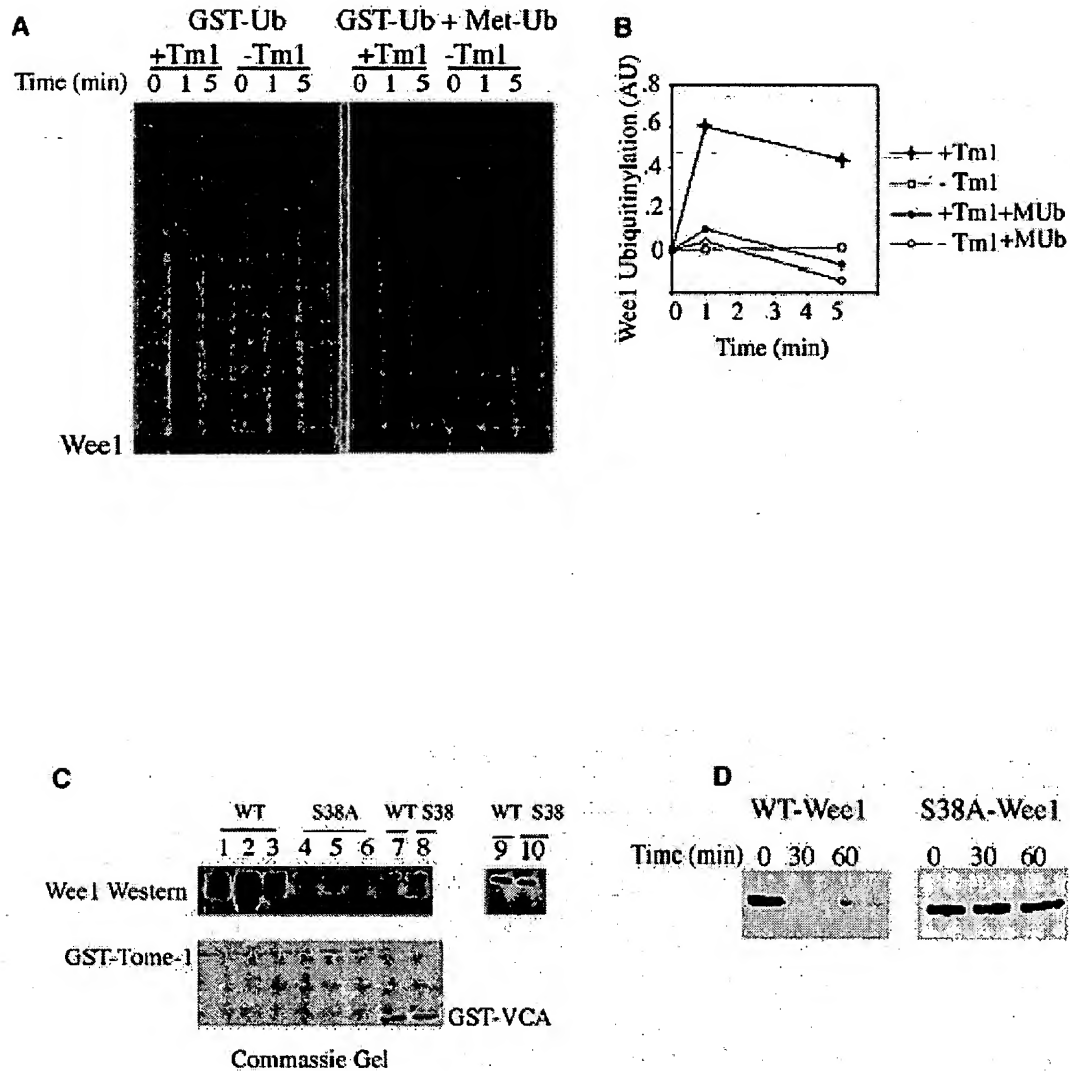 A
GST-Ub GST-Ub + Met-Ub
+Tm1 -Tm1 +Tm1 -Tm1
Time (min) 0 1 5 0 1 5 0 1 5 0 1 5
Wee1
B
Wee1 Ubiquitinylation (AU)
.8
.6
.4
.2
0
0 1 2 3 4 5
Time (min)
+Tm1
- Tm1
+Tm1+MUb
- Tm1+MUb
C
WT S38A WT S38 WT S38
1 2 3 4 5 6 7 8 9 10
Wee1 Western
GST-Tome-1
GST-VCA
Commassie Gel
D
WT-Wee1 S38A-Wee1
Time (min) 0 30 60 0 30 60